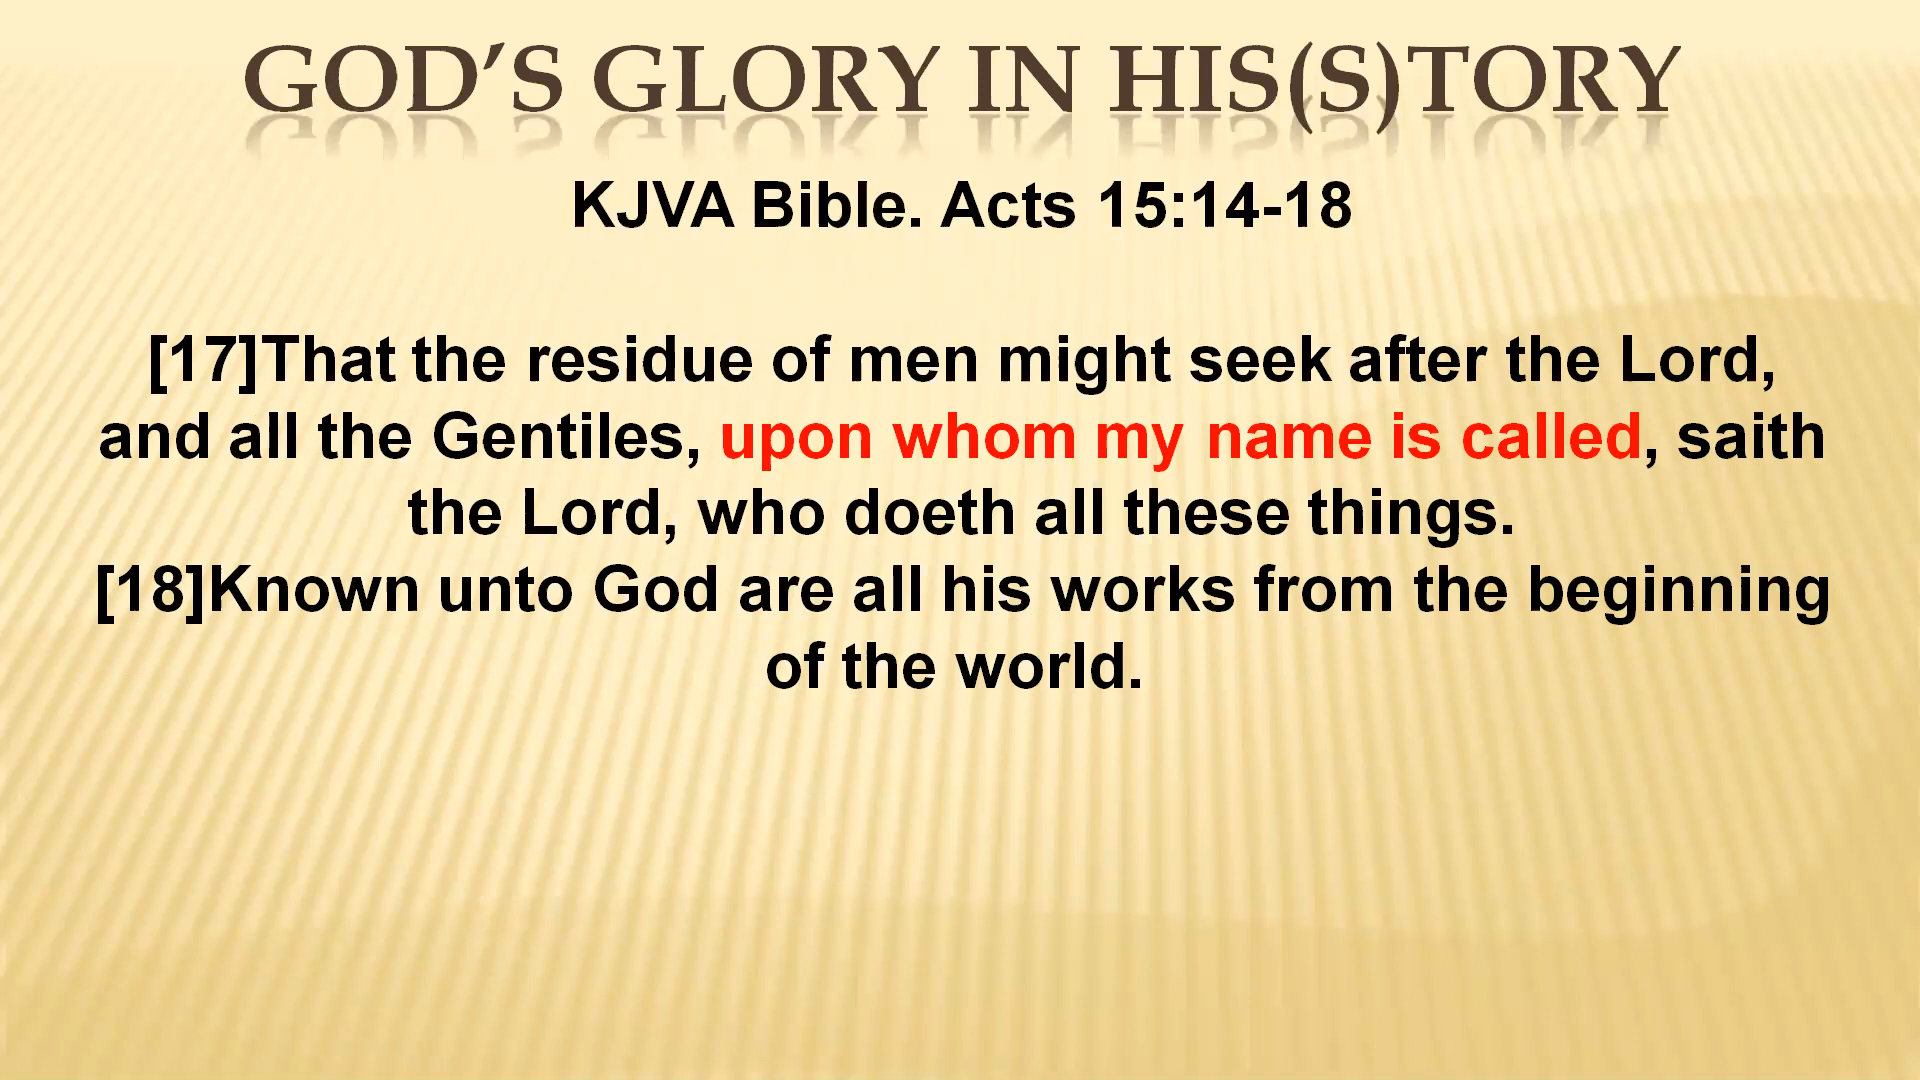 GOD’S GLORY IN HIS(S)TORY
KJVA Bible. Acts 15:14-18
[17]That the residue of men might seek after the Lord,
and all the Gentiles, upon whom my name is called, saith
the Lord, who doeth all these things.
[18]Known unto God are all his works from the beginning
of the world.